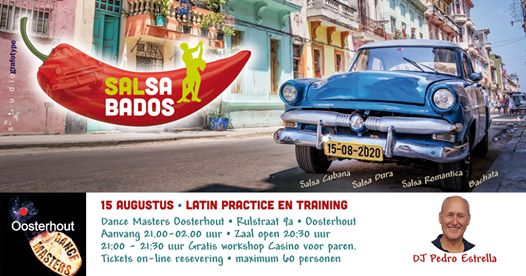 SALSA
BADOS
studio grafotype
15-08-2020
Salsa Cubana Salsa Dura Salsa Romantica Bachata
Oosterhout
DANCE
MASTERS
15 AUGUSTUS • LATIN PRACTICE EN TRAINING
Dance Masters Oosterhout • Rulstraat 9a • Oosterhout
Aanvang 21.00-02.00 uur • Zaal open 20:30 uur
21:00 - 21:30 uur Gratis workshop Casino voor paren.
Tickets on-line resevering • maximum 60 personen
DJ Pedro Estrella